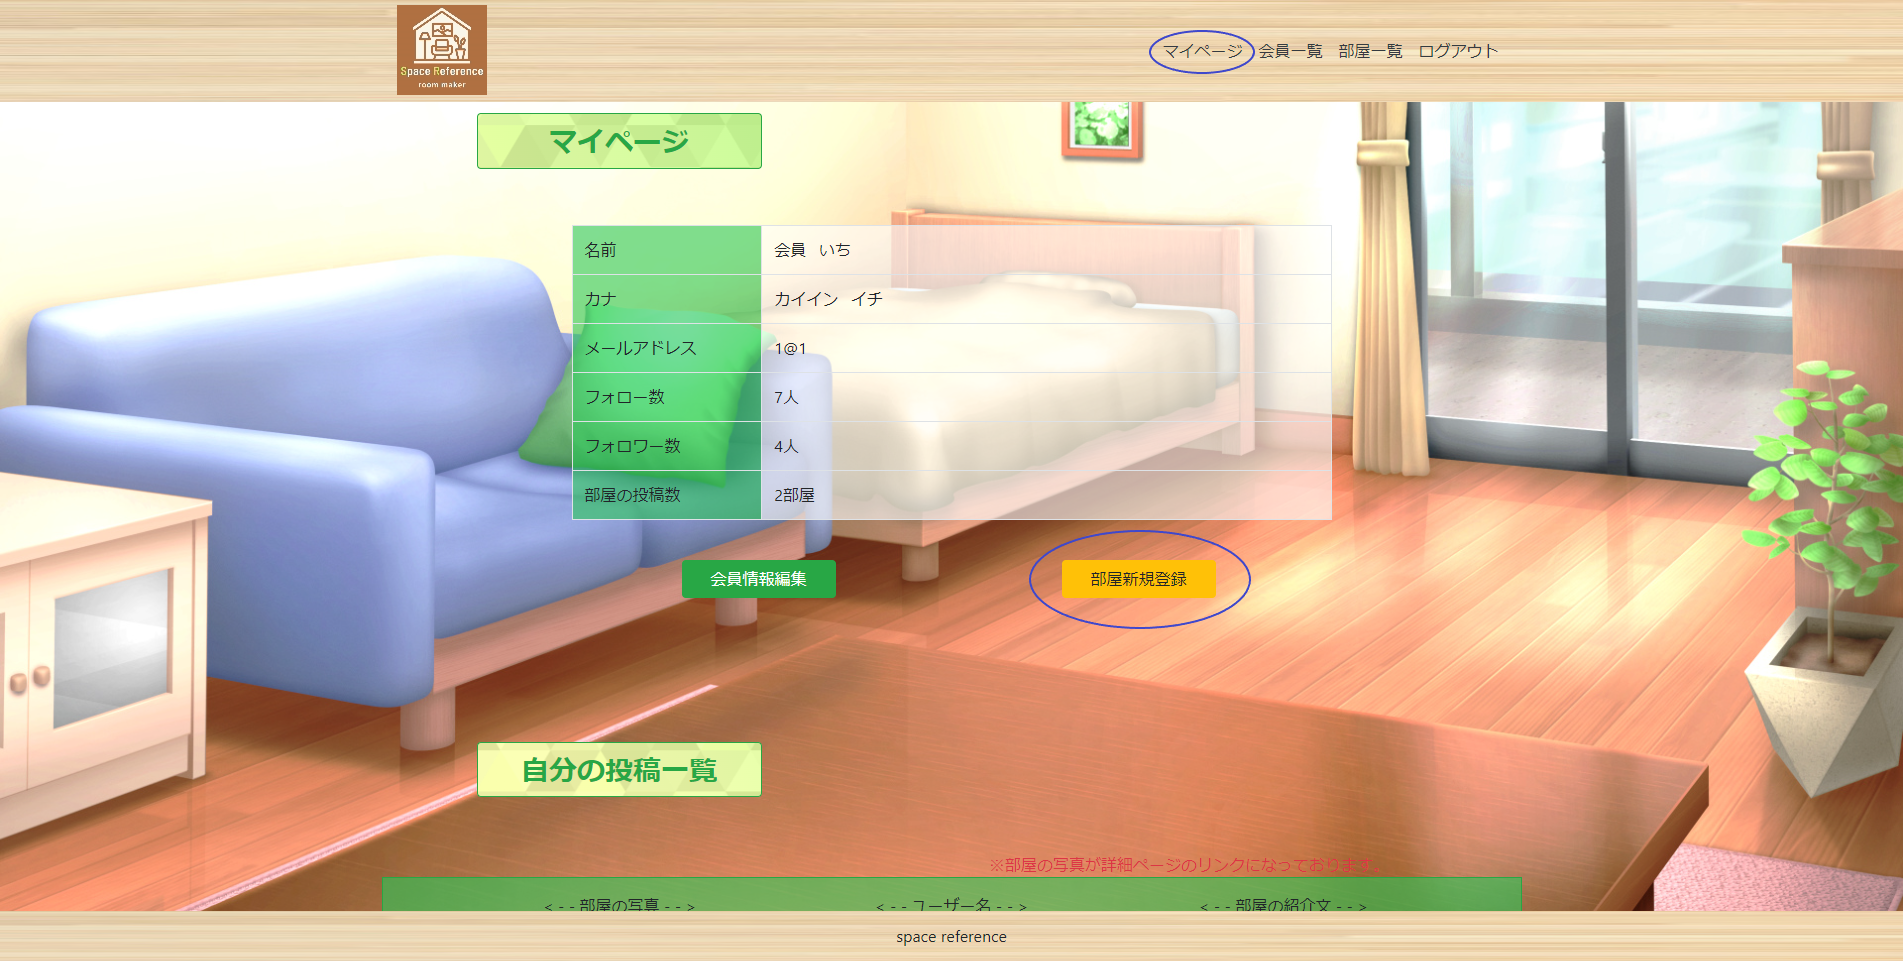 Space Reference
room maker
マイページ 会員一覧 部屋一覧 ログアウト
マイページ
名前 会員 いち
カナ カイイン イチ
メールアドレス 1@1
フォロー数 7人
フォロワー数 4人
部屋の投稿数 2部屋
会員情報編集 部屋新規登録
自分の投稿一覧
※部屋の写真が詳細ページのリンクになっております。
< - - 部屋の写真 - - > < - - ユーザー名 - - > < - - 部屋の紹介文 - - >
space reference